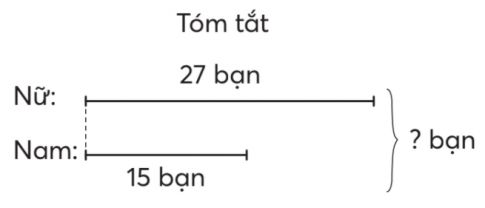 Tóm tắt
27 bạn
Nữ:
? bạn
Nam:
15 bạn